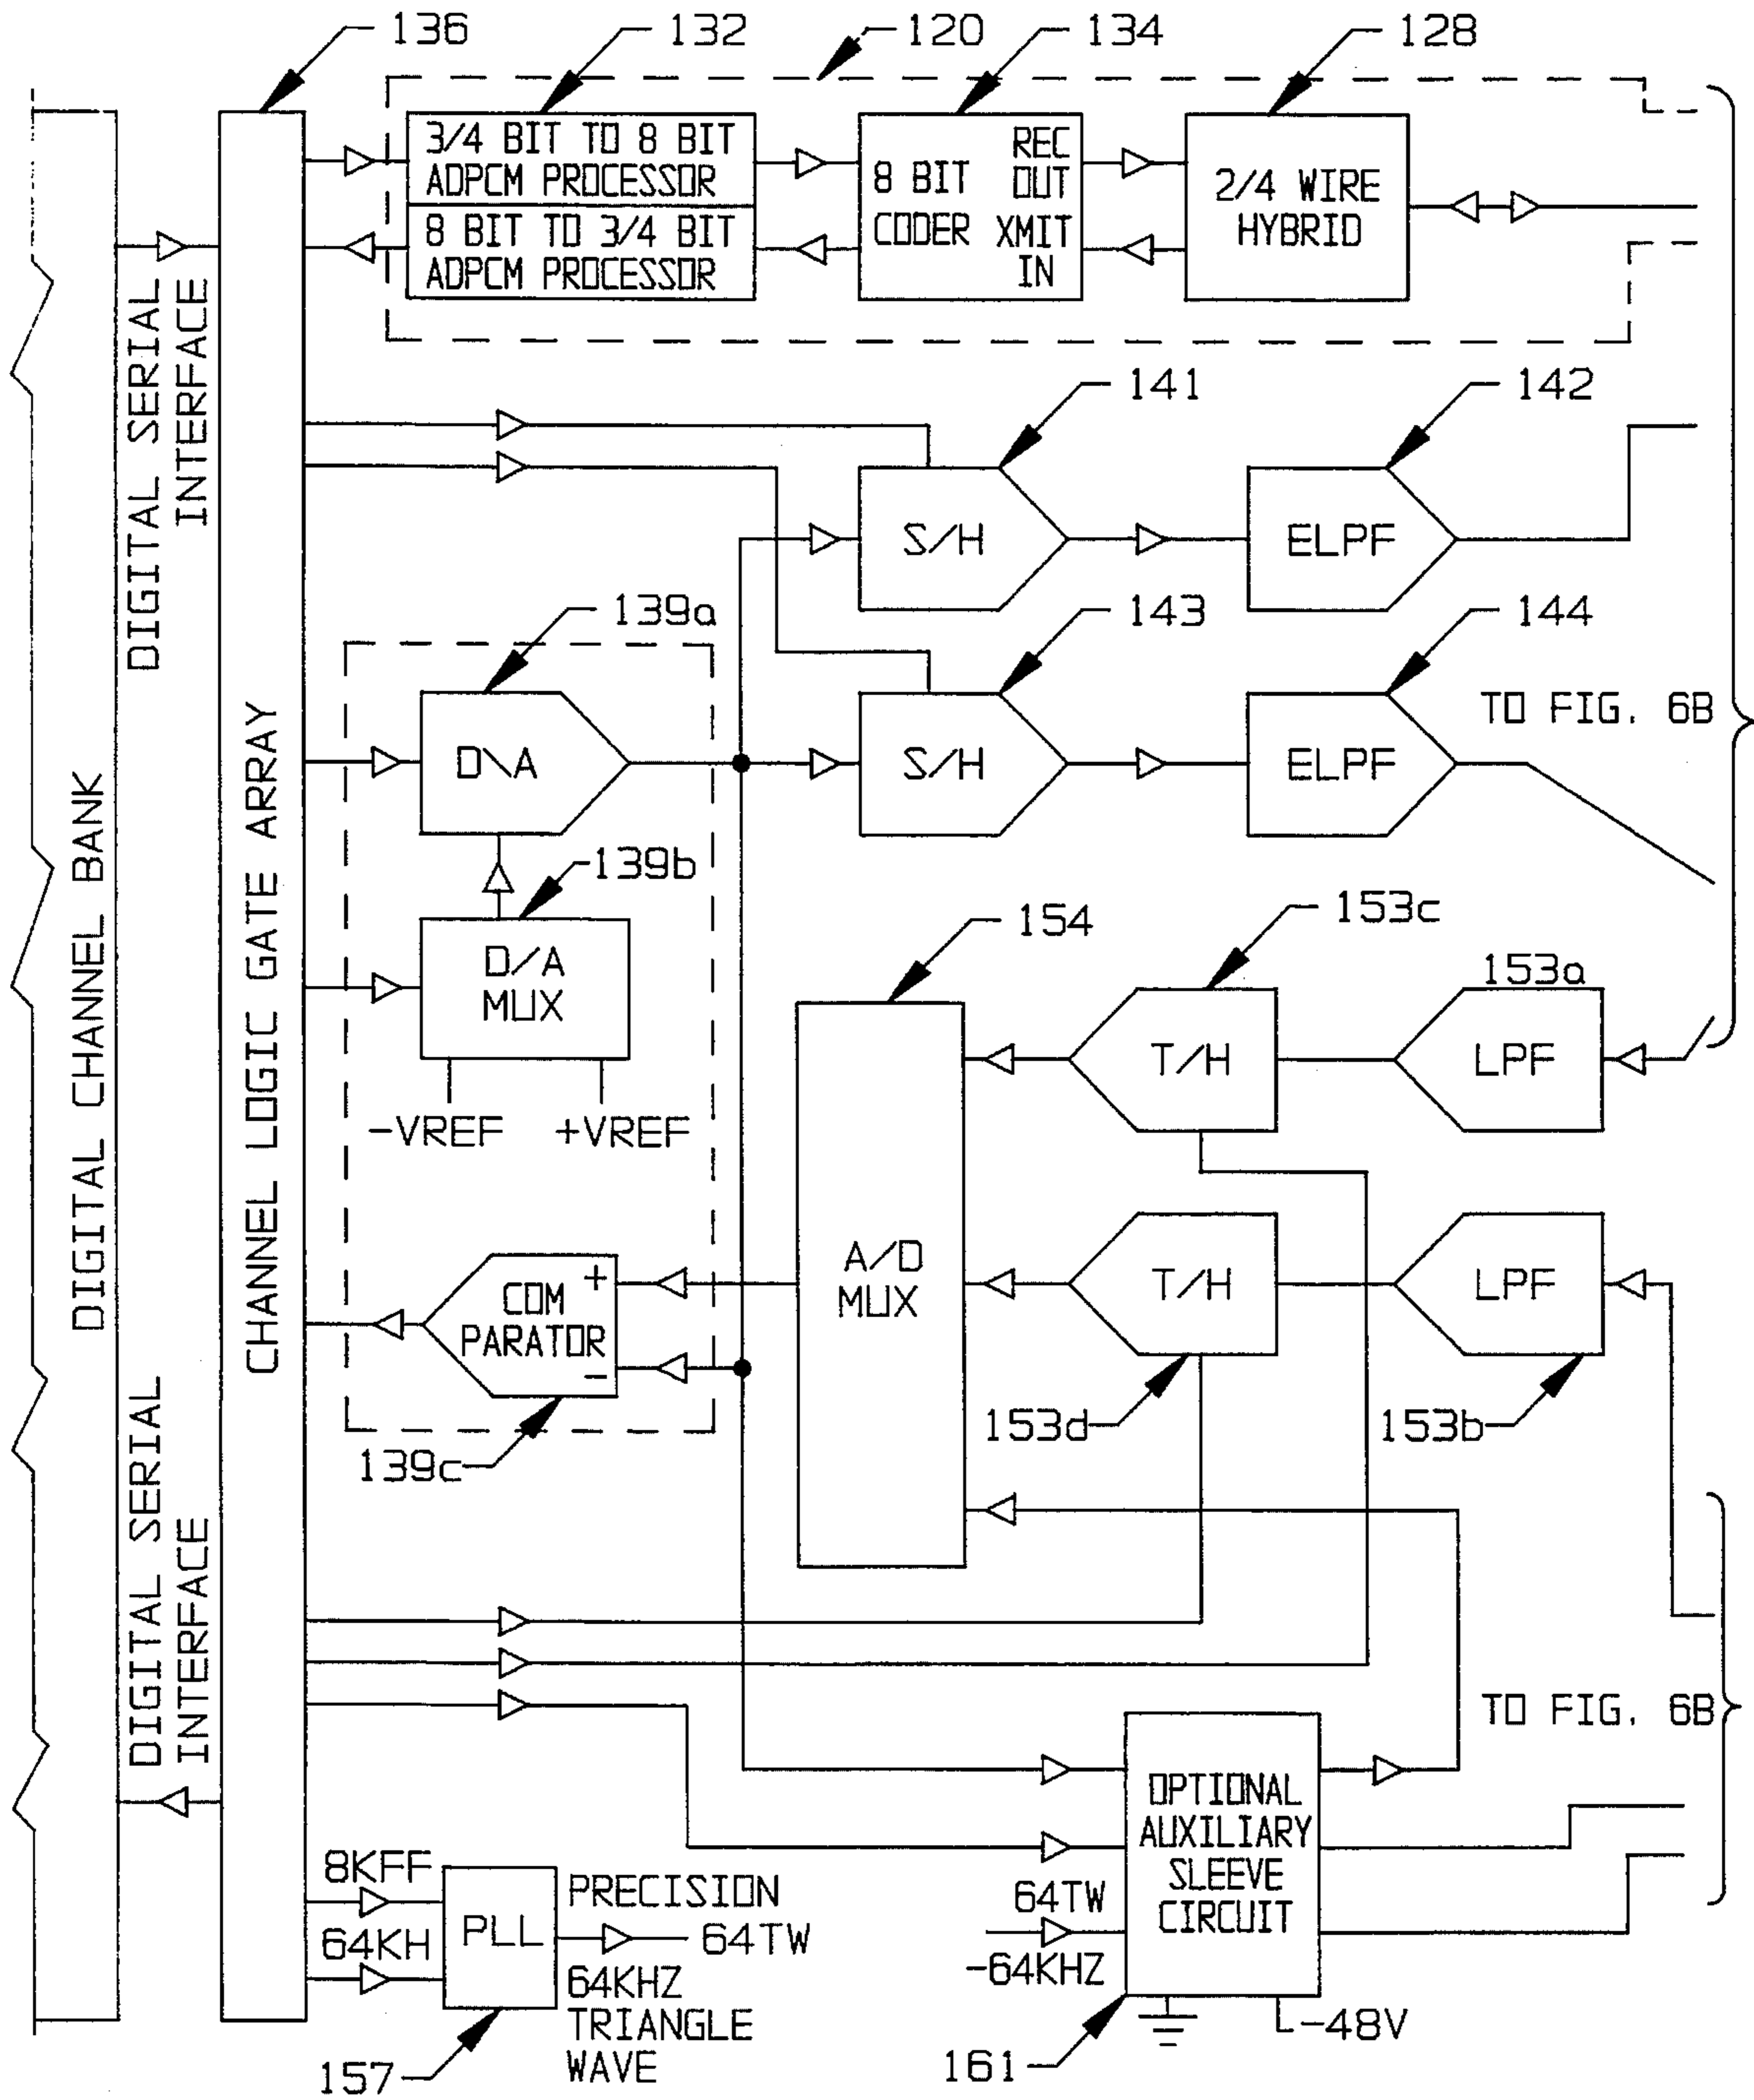 136
132
120
134
128
3/4 BIT TO 8 BIT
ADPCM PROCESSOR
8 BIT TO 3/4 BIT
ADPCM PROCESSOR
8 BIT
CODER
REC
OUT
XMIT
IN
2/4 WIRE
HYBRID
DIGITAL SERIAL
INTERFACE
141
142
S/H
ELPF
139a
143
144
D\A
S/H
ELPF
TO FIG. 6B
139b
D/A
MUX
-VREF
+VREF
154
153c
153a
T/H
LPF
DIGITAL CHANNEL BANK
CHANNEL LOGIC GATE ARRAY
A/D
MUX
T/H
LPF
COM
PARATOR
+
-
139c
153d
153b
DIGITAL SERIAL
INTERFACE
TO FIG. 6B
OPTIONAL
AUXILIARY
SLEEVE
CIRCUIT
64TW
-64KHZ
8KFF
64KH
PLL
PRECISION
64TW
64KHZ
TRIANGLE
WAVE
157
161
-48V